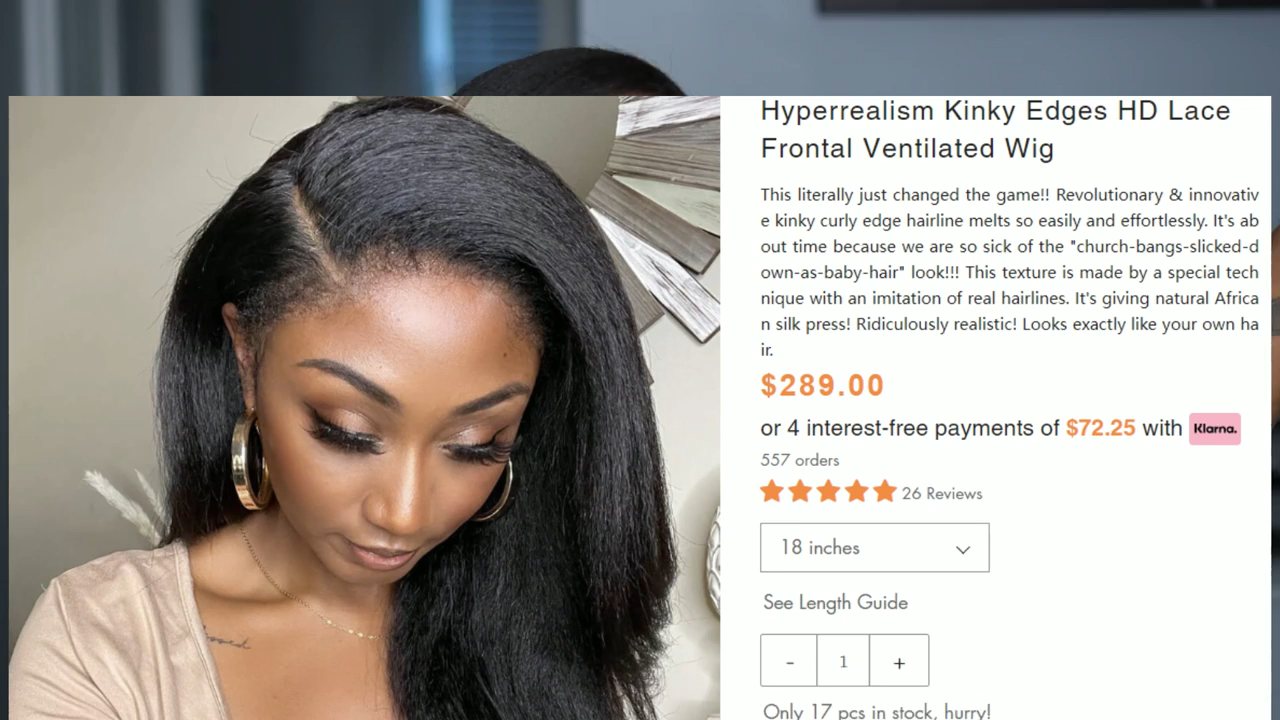 Hyperrealism Kinky Edges HD Lace
Frontal Ventilated Wig
This literally just changed the game!! Revolutionary & innovativ
e kinky curly edge hairline melts so easily and effortlessly. It's ab
out time because we are so sick of the "church-bangs-slicked-d
own-as-baby-hair" look!!! This texture is made by a special tech
nique with an imitation of real hairlines. It's giving natural Africa
n silk press! Ridiculously realistic! Looks exactly like your own ha
ir.
$289.00
or 4 interest-free payments of $72.25 with Klarna.
557 orders
26 Reviews
18 inches
See Length Guide
- 1 +
Only 17 pcs in stock, hurry!